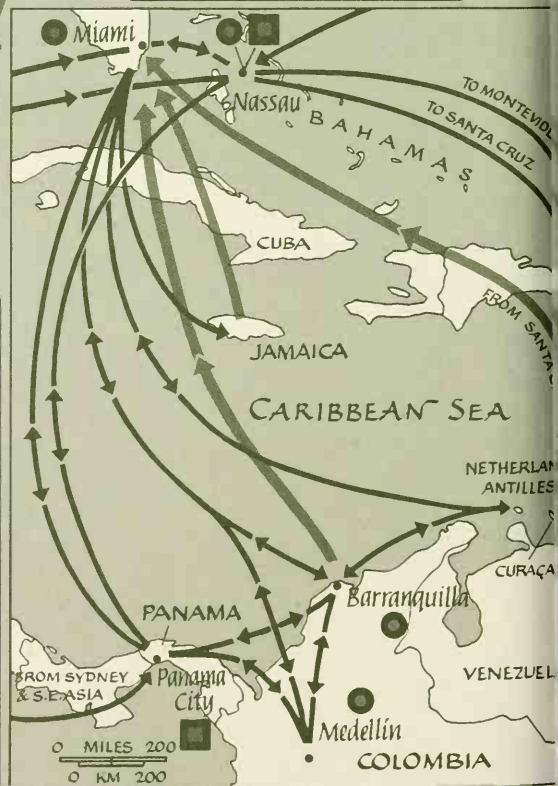 Miami
Nassau
TO MONTEVID
TO SANTA CRUZ
BAHAMAS
CUBA
FROM SANTA
JAMAICA
CARIBBEAN SEA
NETHERLAN
ANTILLES
CURAÇA
Barranquilla
PANAMA
FROM SYDNEY
& S.E. ASIA
Panama
City
VENEZUEL
Medellín
COLOMBIA
0 MILES 200
0 KM 200